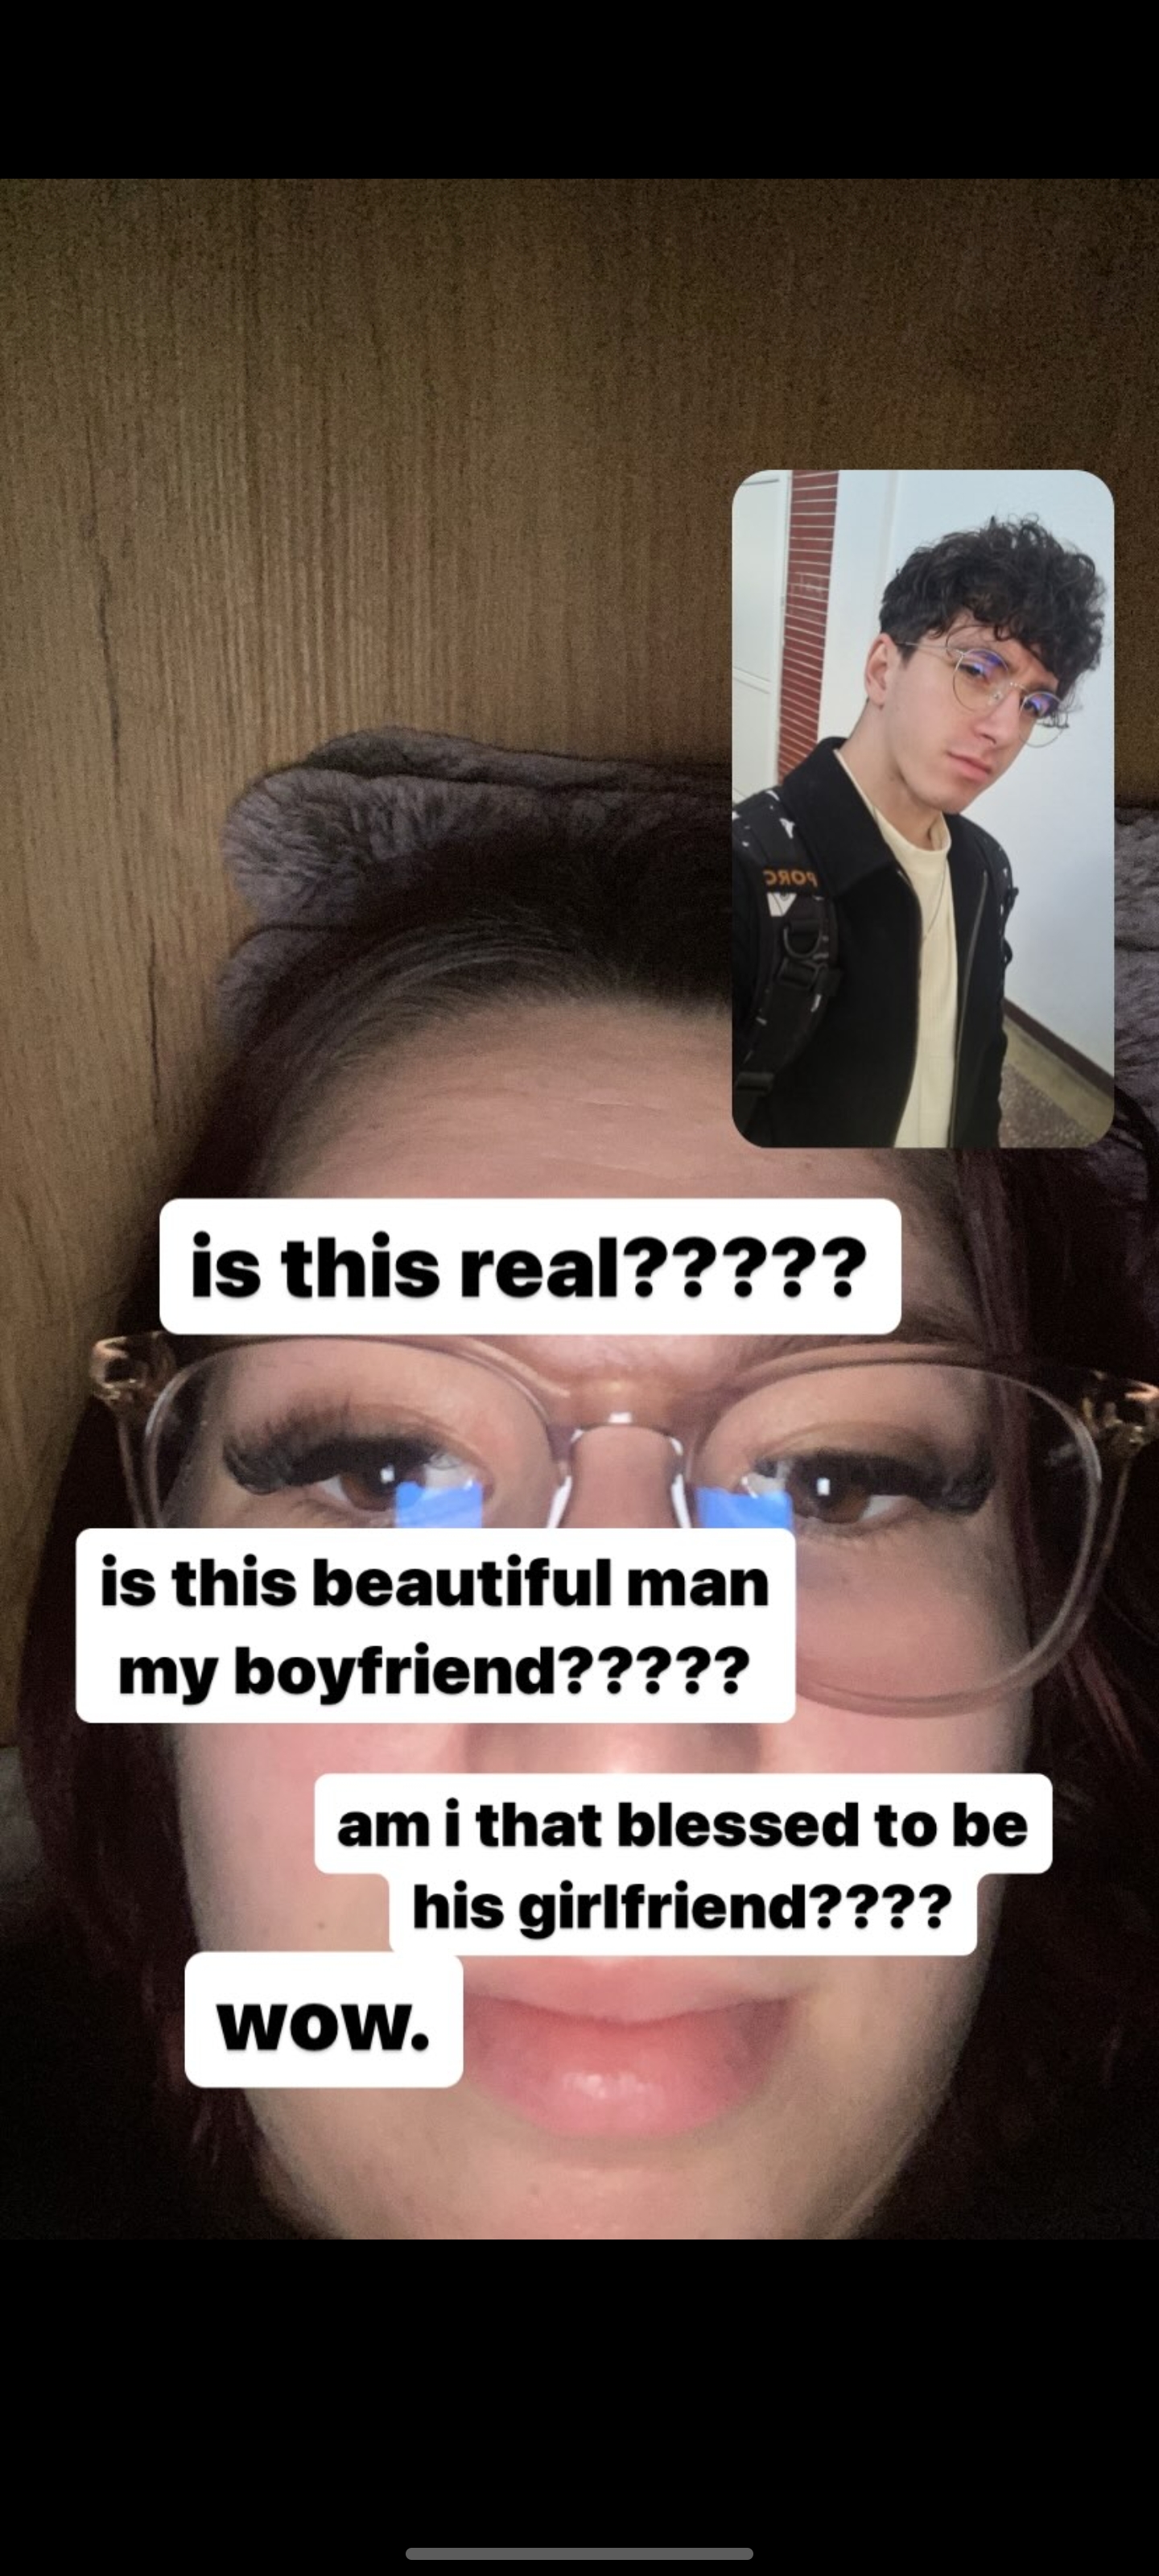 is this real?????
is this beautiful man
my boyfriend?????
am i that blessed to be
his girlfriend????
wow.